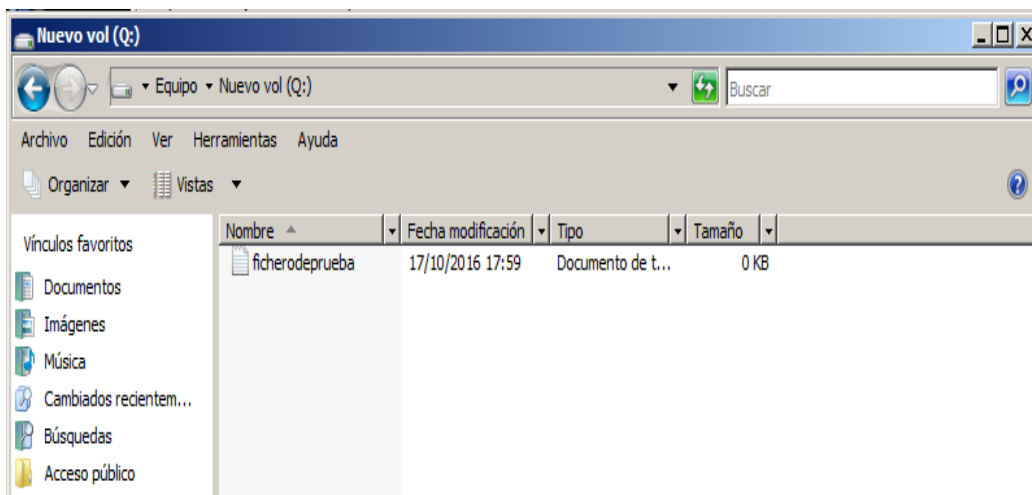 Nuevo vol (Q:)
Equipo Nuevo vol (Q:) Buscar
Archivo Edición Ver Herramientas Ayuda
Organizar Vistas
Vínculos favoritos
Documentos
Imágenes
Música
Cambiados recientem...
Búsquedas
Acceso público
Nombre Fecha modificación Tipo Tamaño
ficherodeprueba 17/10/2016 17:59 Documento de t... 0 KB